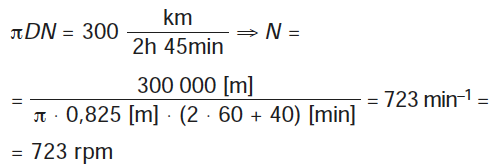 πDN = 300 km / 2h 45min ⇒ N =
= 300 000 [m] / π · 0,825 [m] · (2 · 60 + 40) [min] = 723 min⁻¹ =
= 723 rpm